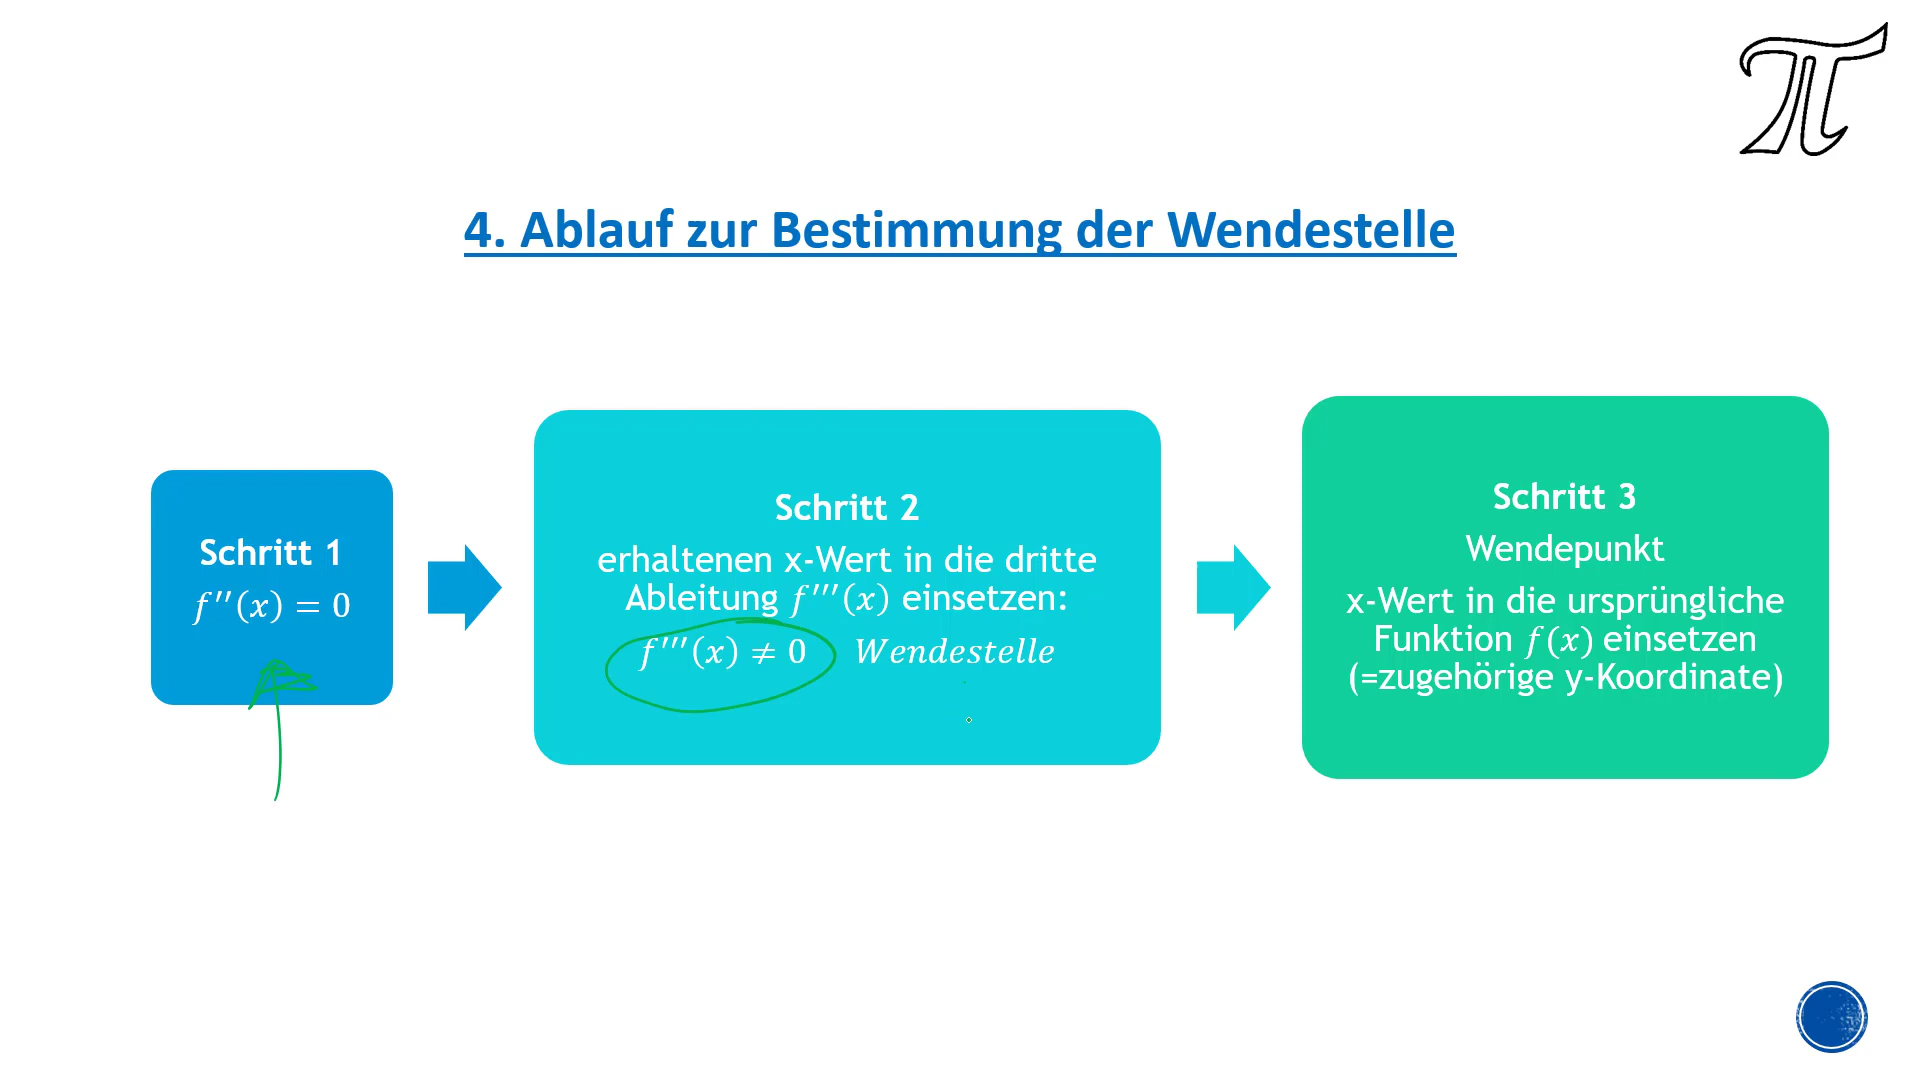 π
4. Ablauf zur Bestimmung der Wendestelle
Schritt 1
f′′(x) = 0
Schritt 2
erhaltenen x-Wert in die dritte
Ableitung f′′′(x) einsetzen:
f′′′(x) ≠ 0 Wendestelle
Schritt 3
Wendepunkt
x-Wert in die ursprüngliche
Funktion f(x) einsetzen
(=zugehörige y-Koordinate)